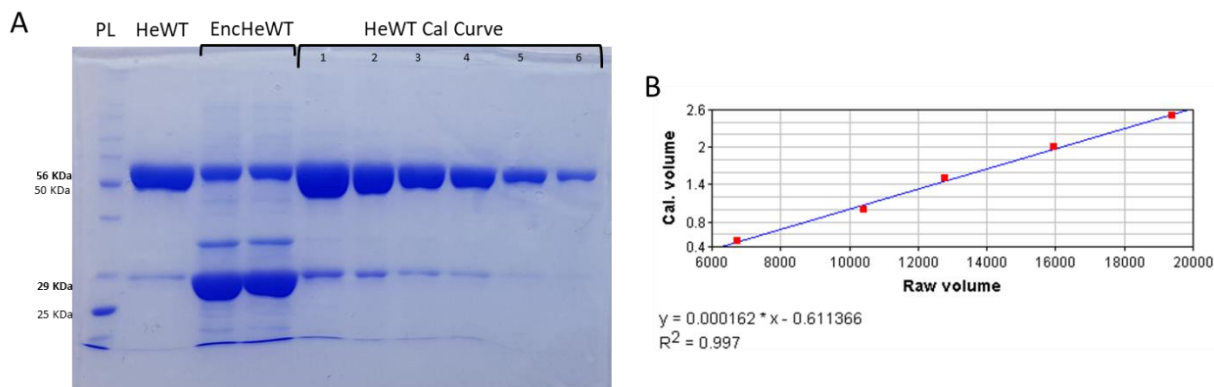 A
PL HeWT EncHeWT HeWT Cal Curve
1 2 3 4 5 6
56 KDa
50 KDa
29 KDa
25 KDa
B
Cal. volume
2.6
2
1.4
0.8
0.4
6000 8000 10000 12000 14000 16000 18000 20000
Raw volume
y = 0.000162 * x - 0.611366
R² = 0.997